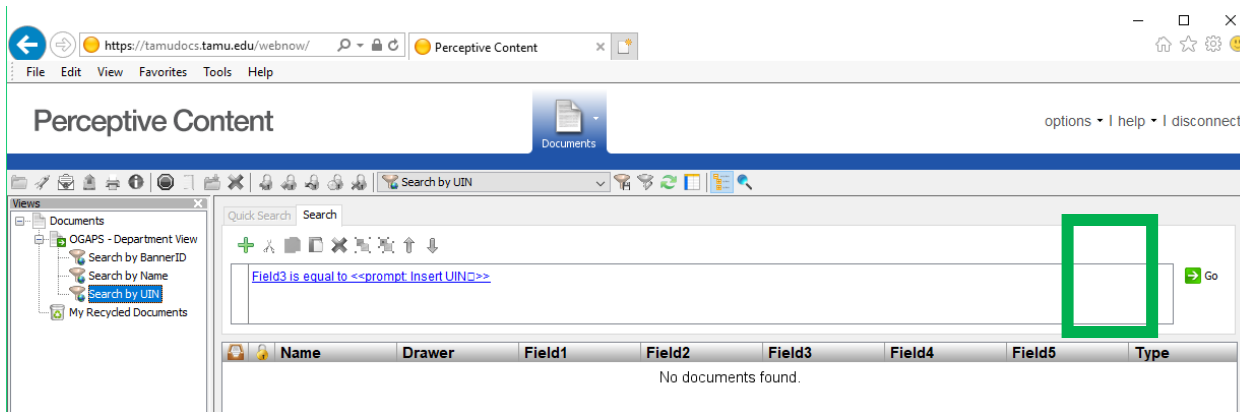 https://tamudocs.tamu.edu/webnow/
Perceptive Content
File Edit View Favorites Tools Help
Perceptive Content
Documents
options I help I disconnect
Search by UIN
Views
Documents
OGAPS - Department View
Search by BannerID
Search by Name
Search by UIN
My Recycled Documents
Quick Search Search
Field3 is equal to <<prompt: Insert UIN□>>
Go
Name Drawer Field1 Field2 Field3 Field4 Field5 Type
No documents found.